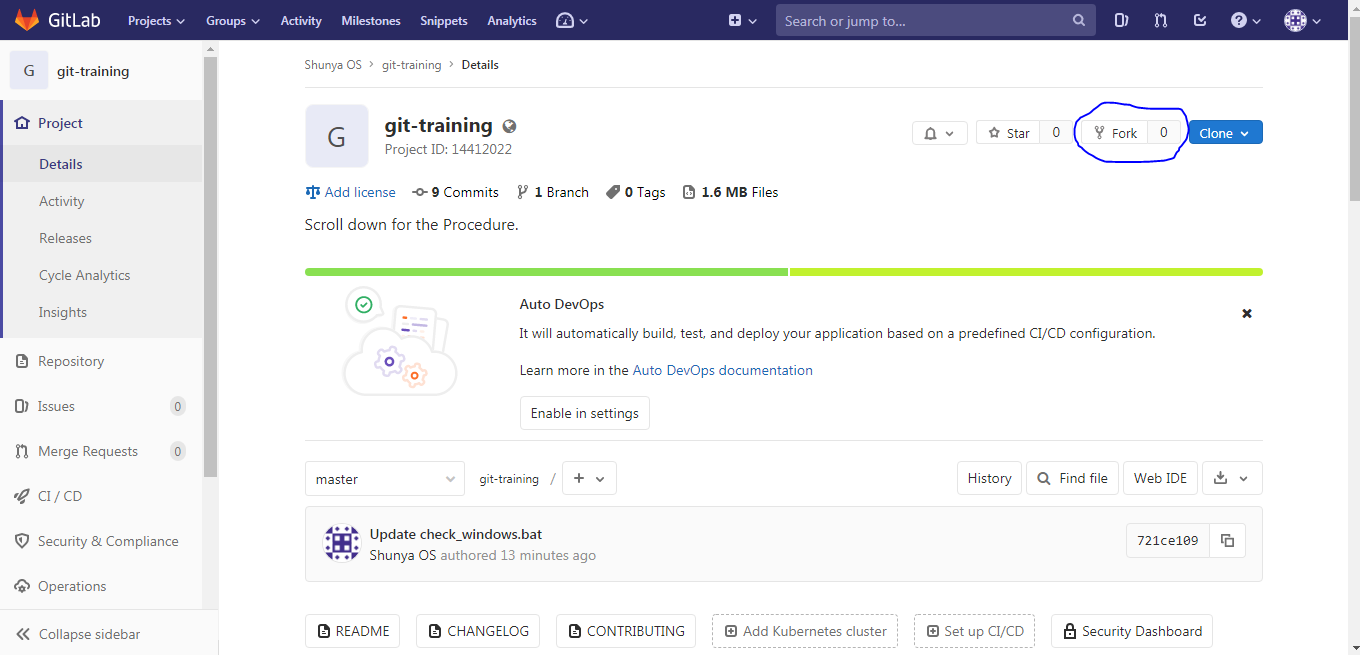 GitLab Projects Groups Activity Milestones Snippets Analytics Search or jump to...
G git-training
Project
Details
Activity
Releases
Cycle Analytics
Insights
Repository
Issues 0
Merge Requests 0
CI / CD
Security & Compliance
Operations
Collapse sidebar
Shunya OS > git-training > Details
G
git-training
Project ID: 14412022
Star 0 Fork 0 Clone
Add license 9 Commits 1 Branch 0 Tags 1.6 MB Files
Scroll down for the Procedure.
Auto DevOps
It will automatically build, test, and deploy your application based on a predefined CI/CD configuration.
Learn more in the Auto DevOps documentation
Enable in settings
master git-training / + History Find file Web IDE
Update check_windows.bat
Shunya OS authored 13 minutes ago
721ce109
README CHANGELOG CONTRIBUTING Add Kubernetes cluster Set up CI/CD Security Dashboard